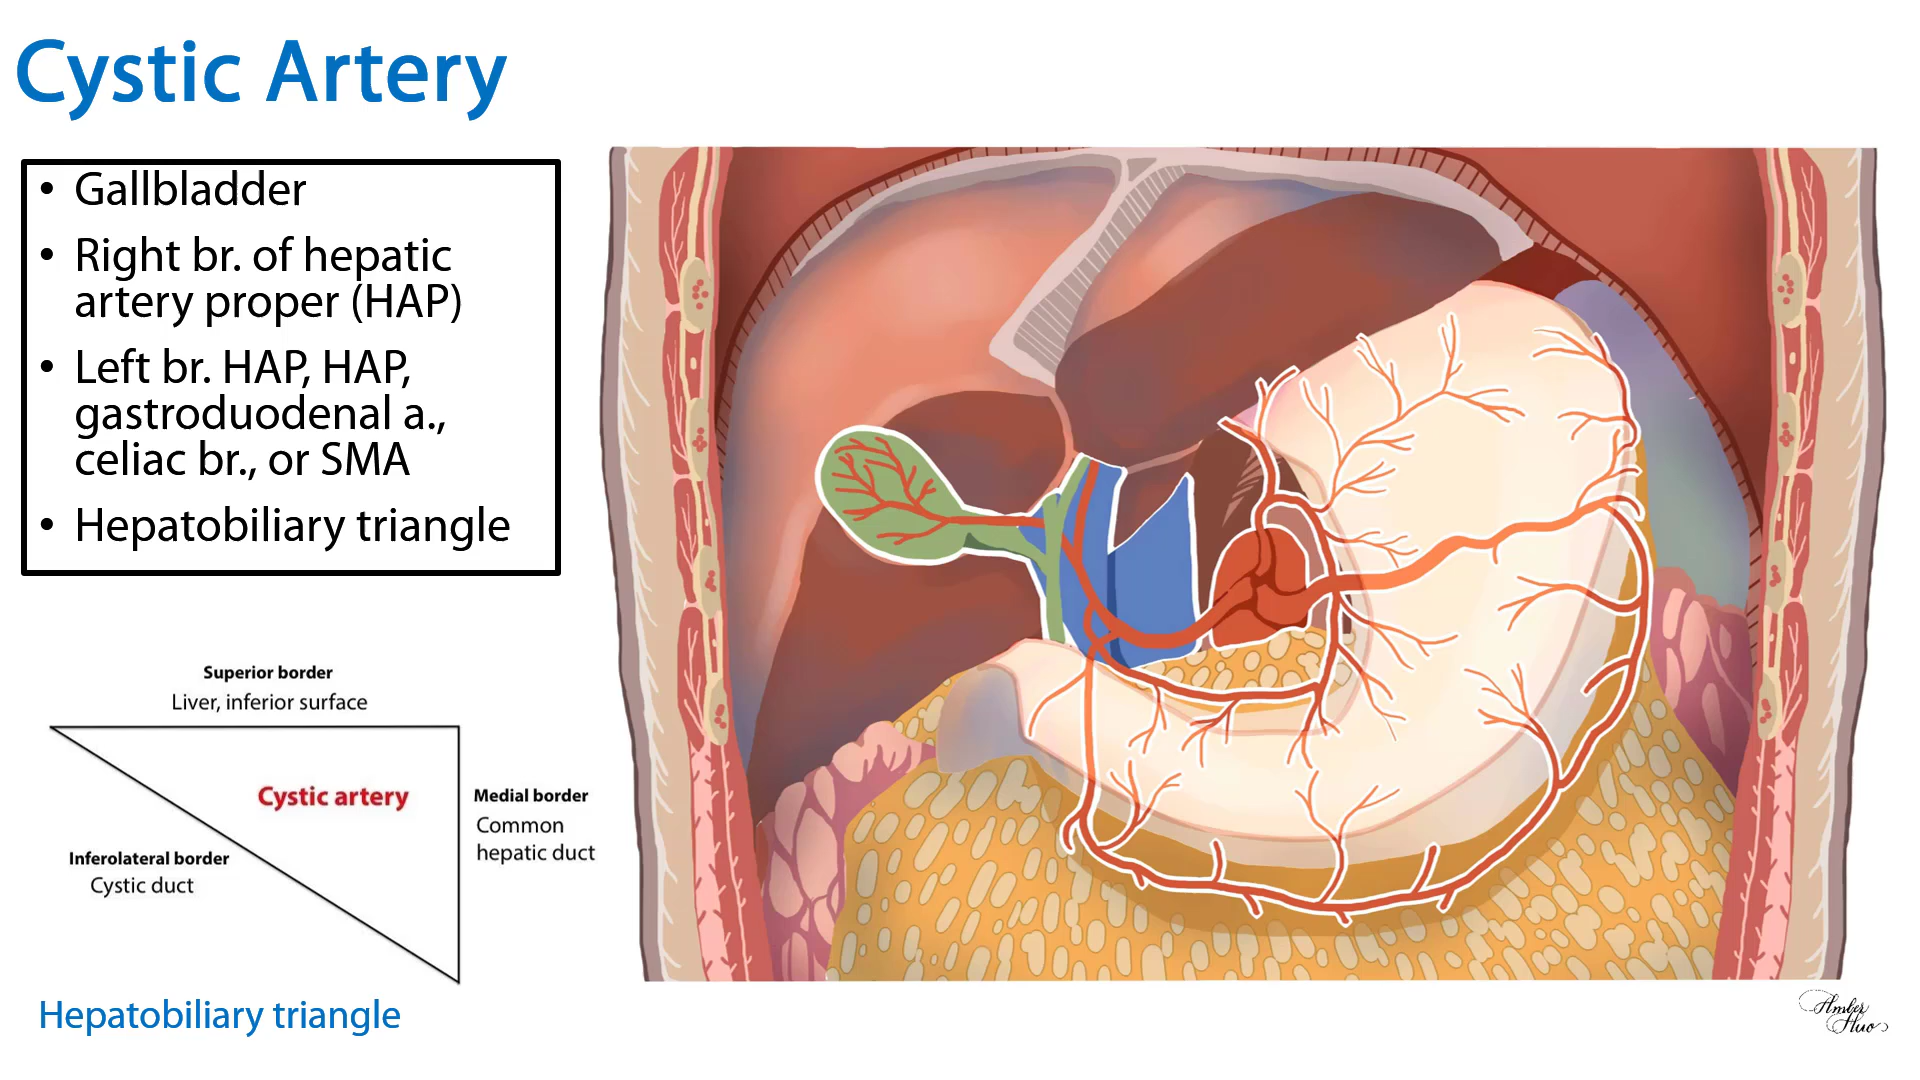 Cystic Artery
• Gallbladder
• Right br. of hepatic
artery proper (HAP)
• Left br. HAP, HAP,
gastroduodenal a.,
celiac br., or SMA
• Hepatobiliary triangle
Superior border
Liver, inferior surface
Cystic artery
Medial border
Common
hepatic duct
Inferolateral border
Cystic duct
Hepatobiliary triangle
Amber
Huo